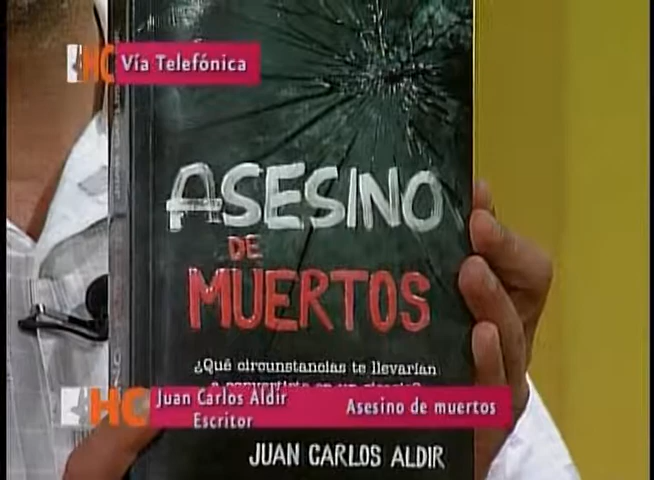 HC Vía Telefónica
ASESINO
DE
MUERTOS
¿Qué circunstancias te llevarían
HC Juan Carlos Aldir
Escritor
Asesino de muertos
JUAN CARLOS ALDIR